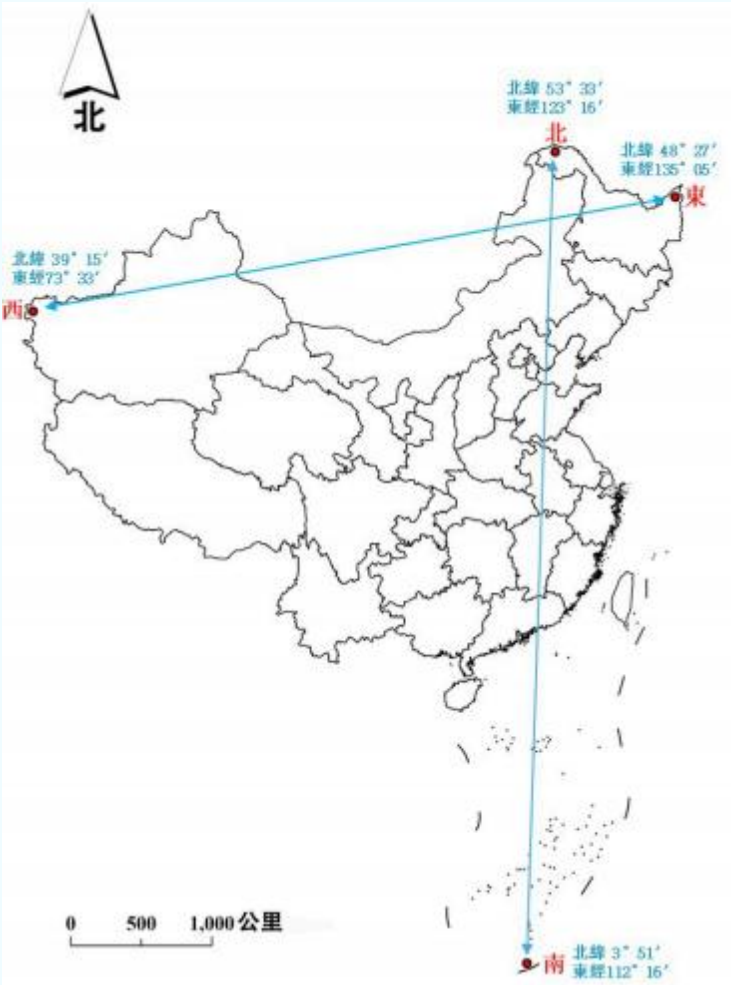 北
北緯 53° 33′
東經123° 16′
北
北緯 48° 27′
東經135° 05′
東
北緯 39° 15′
東經73° 33′
西
0 500 1,000 公里
南
北緯 3° 51′
東經112° 16′